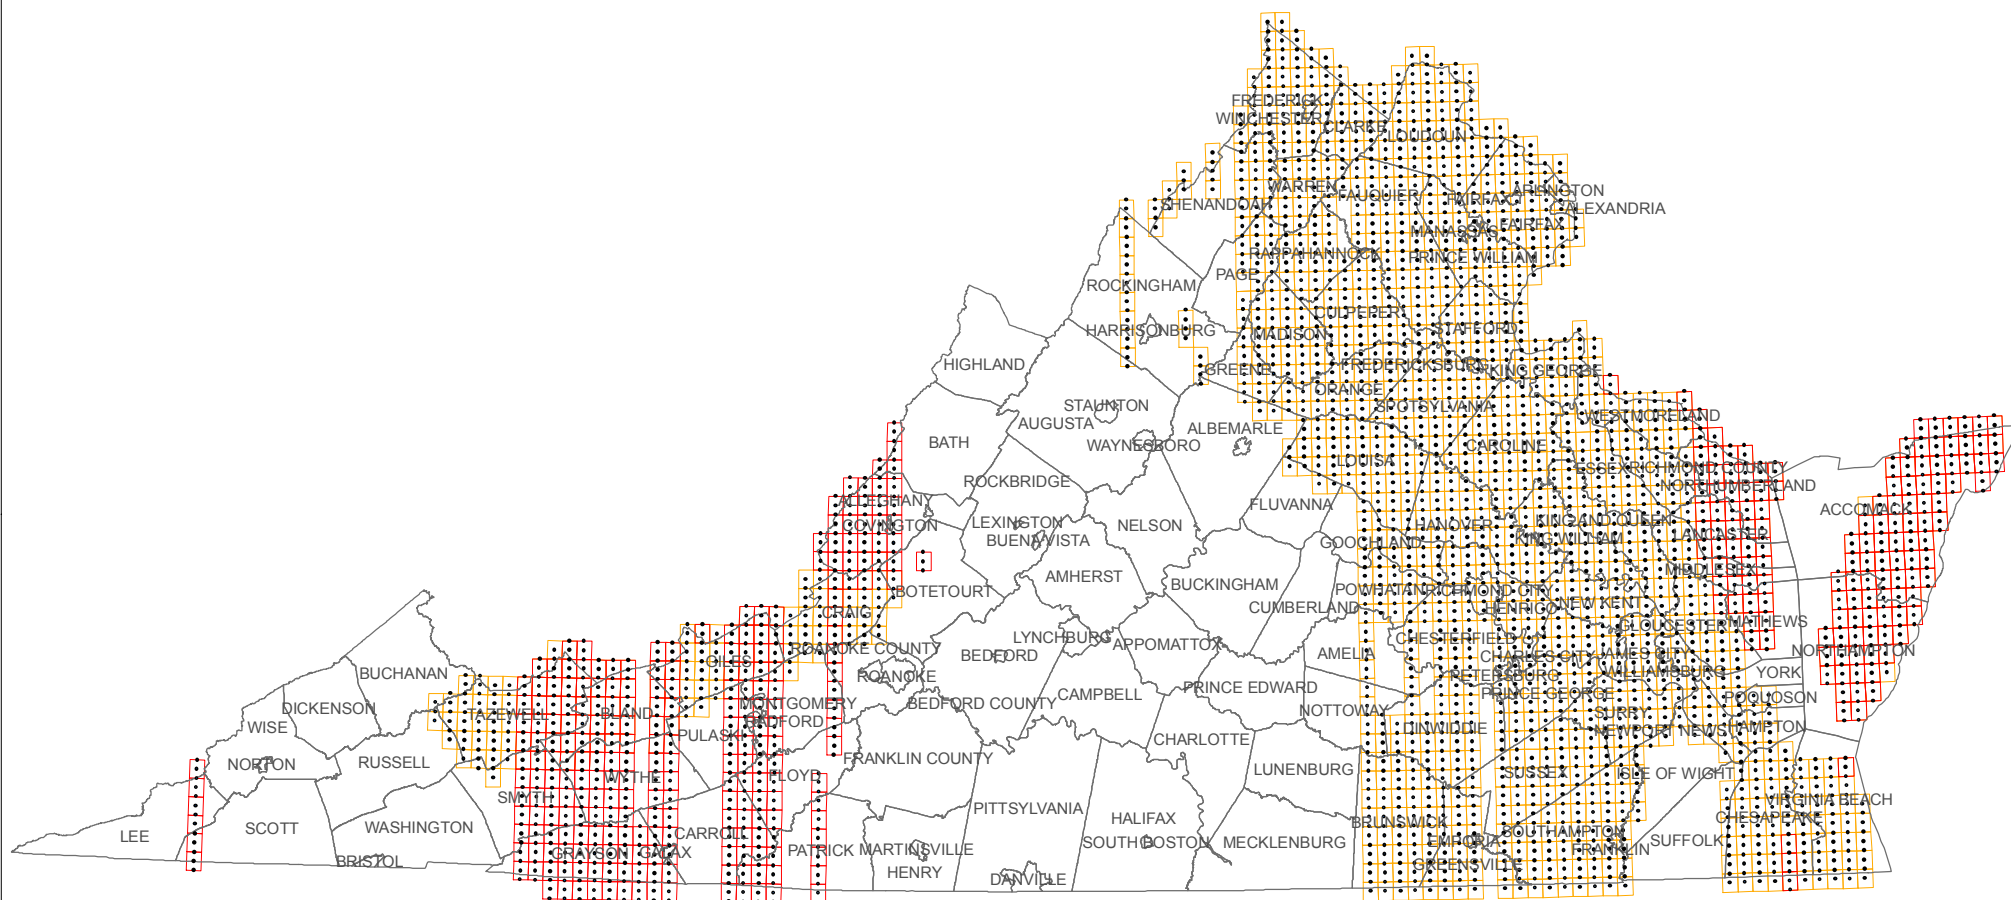 FREDERICK
WINCHESTER
CLARKE
LOUDOUN
WARREN
FAUQUIER
FAIRFAX
ARLINGTON
ALEXANDRIA
SHENANDOAH
MANASSAS
FAIRFAX
RAPPAHANNOCK
PRINCE WILLIAM
PAGE
ROCKINGHAM
CULPEPER
HARRISONBURG
MADISON
STAFFORD
HIGHLAND
GREENE
FREDERICKSBURG
KING GEORGE
ORANGE
STAUNTON
SPOTSYLVANIA
WESTMORELAND
AUGUSTA
ALBEMARLE
BATH
WAYNESBORO
CAROLINE
LOUISA
ESSEX
RICHMOND COUNTY
ROCKBRIDGE
NORTHUMBERLAND
ALLEGHANY
FLUVANNA
ACCOMACK
COVINGTON
LEXINGTON
NELSON
HANOVER
KING AND QUEEN
BUENA VISTA
GOOCHLAND
KING WILLIAM
LANCASTER
MIDDLESEX
AMHERST
BUCKINGHAM
BOTETOURT
POWHATAN
RICHMOND CITY
CRAIG
CUMBERLAND
HENRICO
NEW KENT
GLOUCESTER
MATHEWS
LYNCHBURG
APPOMATTOX
CHESTERFIELD
ROANOKE COUNTY
BEDFORD
AMELIA
CHARLES CITY
JAMES CITY
NORTHAMPTON
GILES
BUCHANAN
ROANOKE
PETERSBURG
WILLIAMSBURG
YORK
PRINCE EDWARD
CAMPBELL
PRINCE GEORGE
POQUOSON
DICKENSON
TAZEWELL
BLAND
MONTGOMERY
BEDFORD COUNTY
NOTTOWAY
SURRY
RADFORD
WISE
PULASKI
DINWIDDIE
NEWPORT NEWS
HAMPTON
CHARLOTTE
FRANKLIN COUNTY
NORTON
RUSSELL
WYTHE
FLOYD
LUNENBURG
SUSSEX
ISLE OF WIGHT
SMYTH
VIRGINIA BEACH
PITTSYLVANIA
HALIFAX
CHESAPEAKE
LEE
SCOTT
WASHINGTON
CARROLL
BRUNSWICK
SOUTHAMPTON
GRAYSON
GALAX
PATRICK
MARTINSVILLE
SOUTH BOSTON
MECKLENBURG
EMPORIA
FRANKLIN
SUFFOLK
BRISTOL
HENRY
DANVILLE
GREENSVILLE